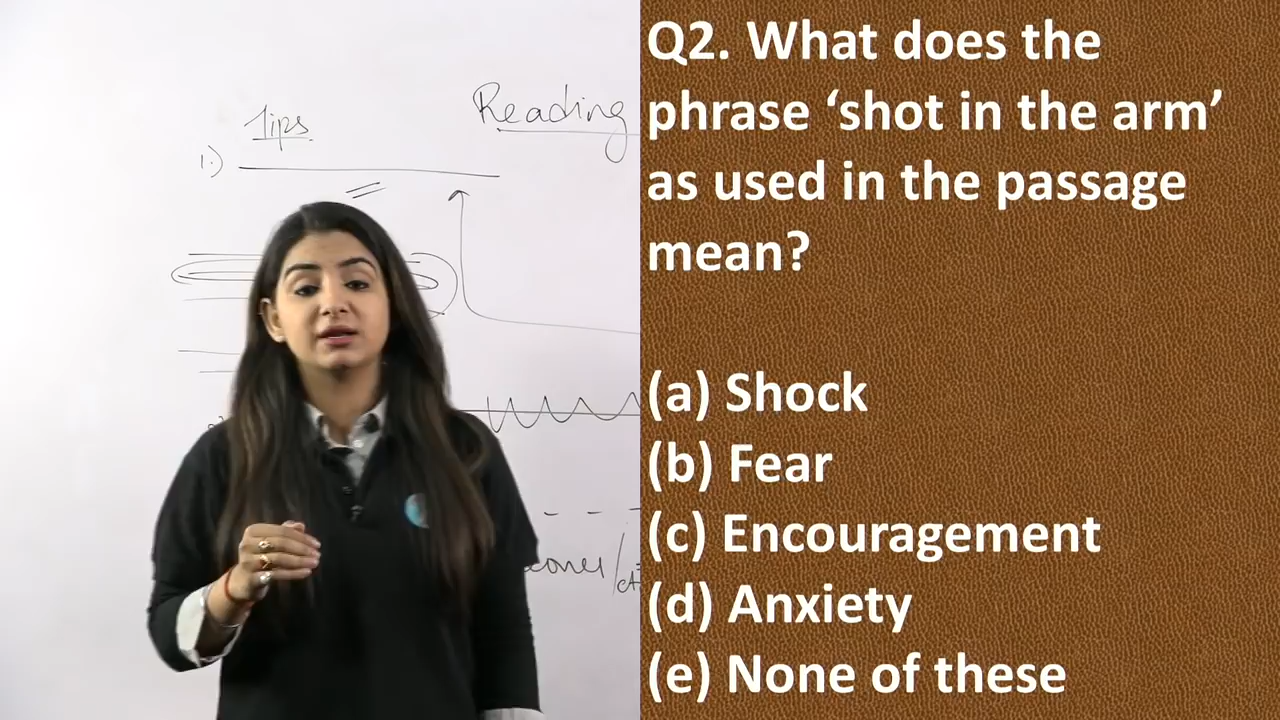 Tips
Reading
1.)
Q2. What does the
phrase ‘shot in the arm’
as used in the passage
mean?
(a) Shock
(b) Fear
(c) Encouragement
(d) Anxiety
(e) None of these